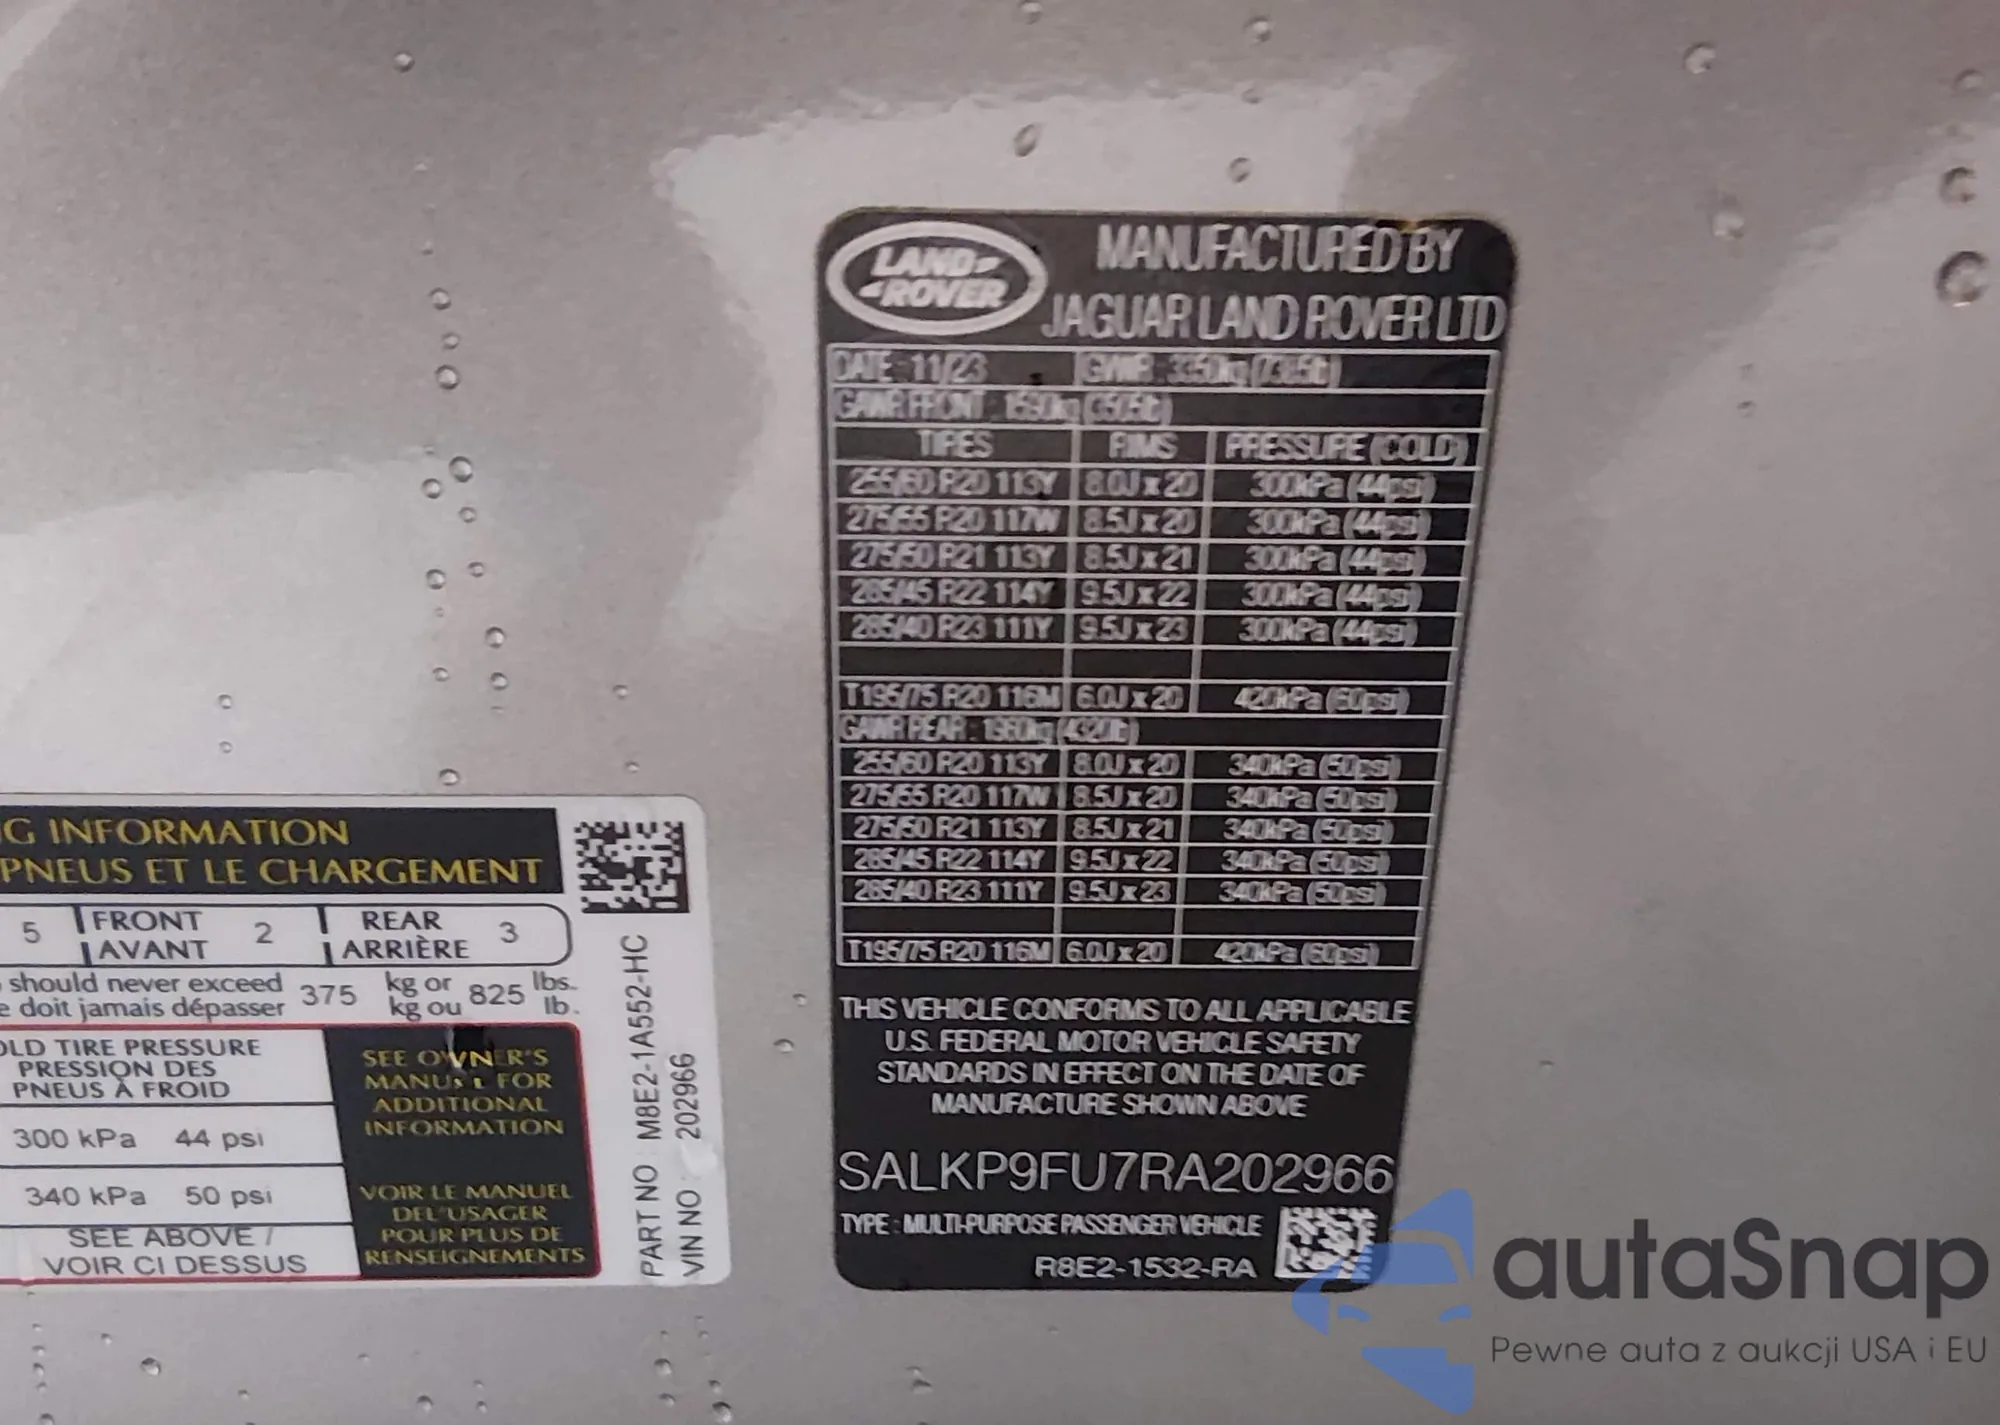 LAND
ROVER
MANUFACTURED BY
JAGUAR LAND ROVER LTD
DATE : 11/23 GVWR : 3350kg (7385lb)
GAWR FRONT : 1590kg (3505lb)
TIRES RIMS PRESSURE (COLD)
255/60 R20 113Y 8.0J x 20 300kPa (44psi)
275/55 R20 117W 8.5J x 20 300kPa (44psi)
275/50 R21 113Y 8.5J x 21 300kPa (44psi)
285/45 R22 114Y 9.5J x 22 300kPa (44psi)
285/40 R23 111Y 9.5J x 23 300kPa (44psi)
T195/75 R20 116M 6.0J x 20 420kPa (60psi)
GAWR REAR : 1960kg (4320lb)
255/60 R20 113Y 8.0J x 20 340kPa (50psi)
275/55 R20 117W 8.5J x 20 340kPa (50psi)
275/50 R21 113Y 8.5J x 21 340kPa (50psi)
285/45 R22 114Y 9.5J x 22 340kPa (50psi)
285/40 R23 111Y 9.5J x 23 340kPa (50psi)
T195/75 R20 116M 6.0J x 20 420kPa (60psi)
THIS VEHICLE CONFORMS TO ALL APPLICABLE
U.S. FEDERAL MOTOR VEHICLE SAFETY
STANDARDS IN EFFECT ON THE DATE OF
MANUFACTURE SHOWN ABOVE
SALKP9FU7RA202966
TYPE : MULTI-PURPOSE PASSENGER VEHICLE
R8E2-1532-RA
G INFORMATION
PNEUS ET LE CHARGEMENT
5 FRONT 2 REAR 3
AVANT ARRIÈRE
should never exceed 375 kg or 825 lbs.
e doit jamais dépasser kg ou lb.
OLD TIRE PRESSURE
PRESSION DES
PNEUS À FROID
300 kPa 44 psi
340 kPa 50 psi
SEE ABOVE /
VOIR CI DESSUS
SEE OWNER'S
MANUAL FOR
ADDITIONAL
INFORMATION
VOIR LE MANUEL
DEL'USAGER
POUR PLUS DE
RENSEIGNEMENTS
PART NO : M8E2-1A552-HC
VIN NO : 202966
autaSnap
Pewne auta z aukcji USA i EU